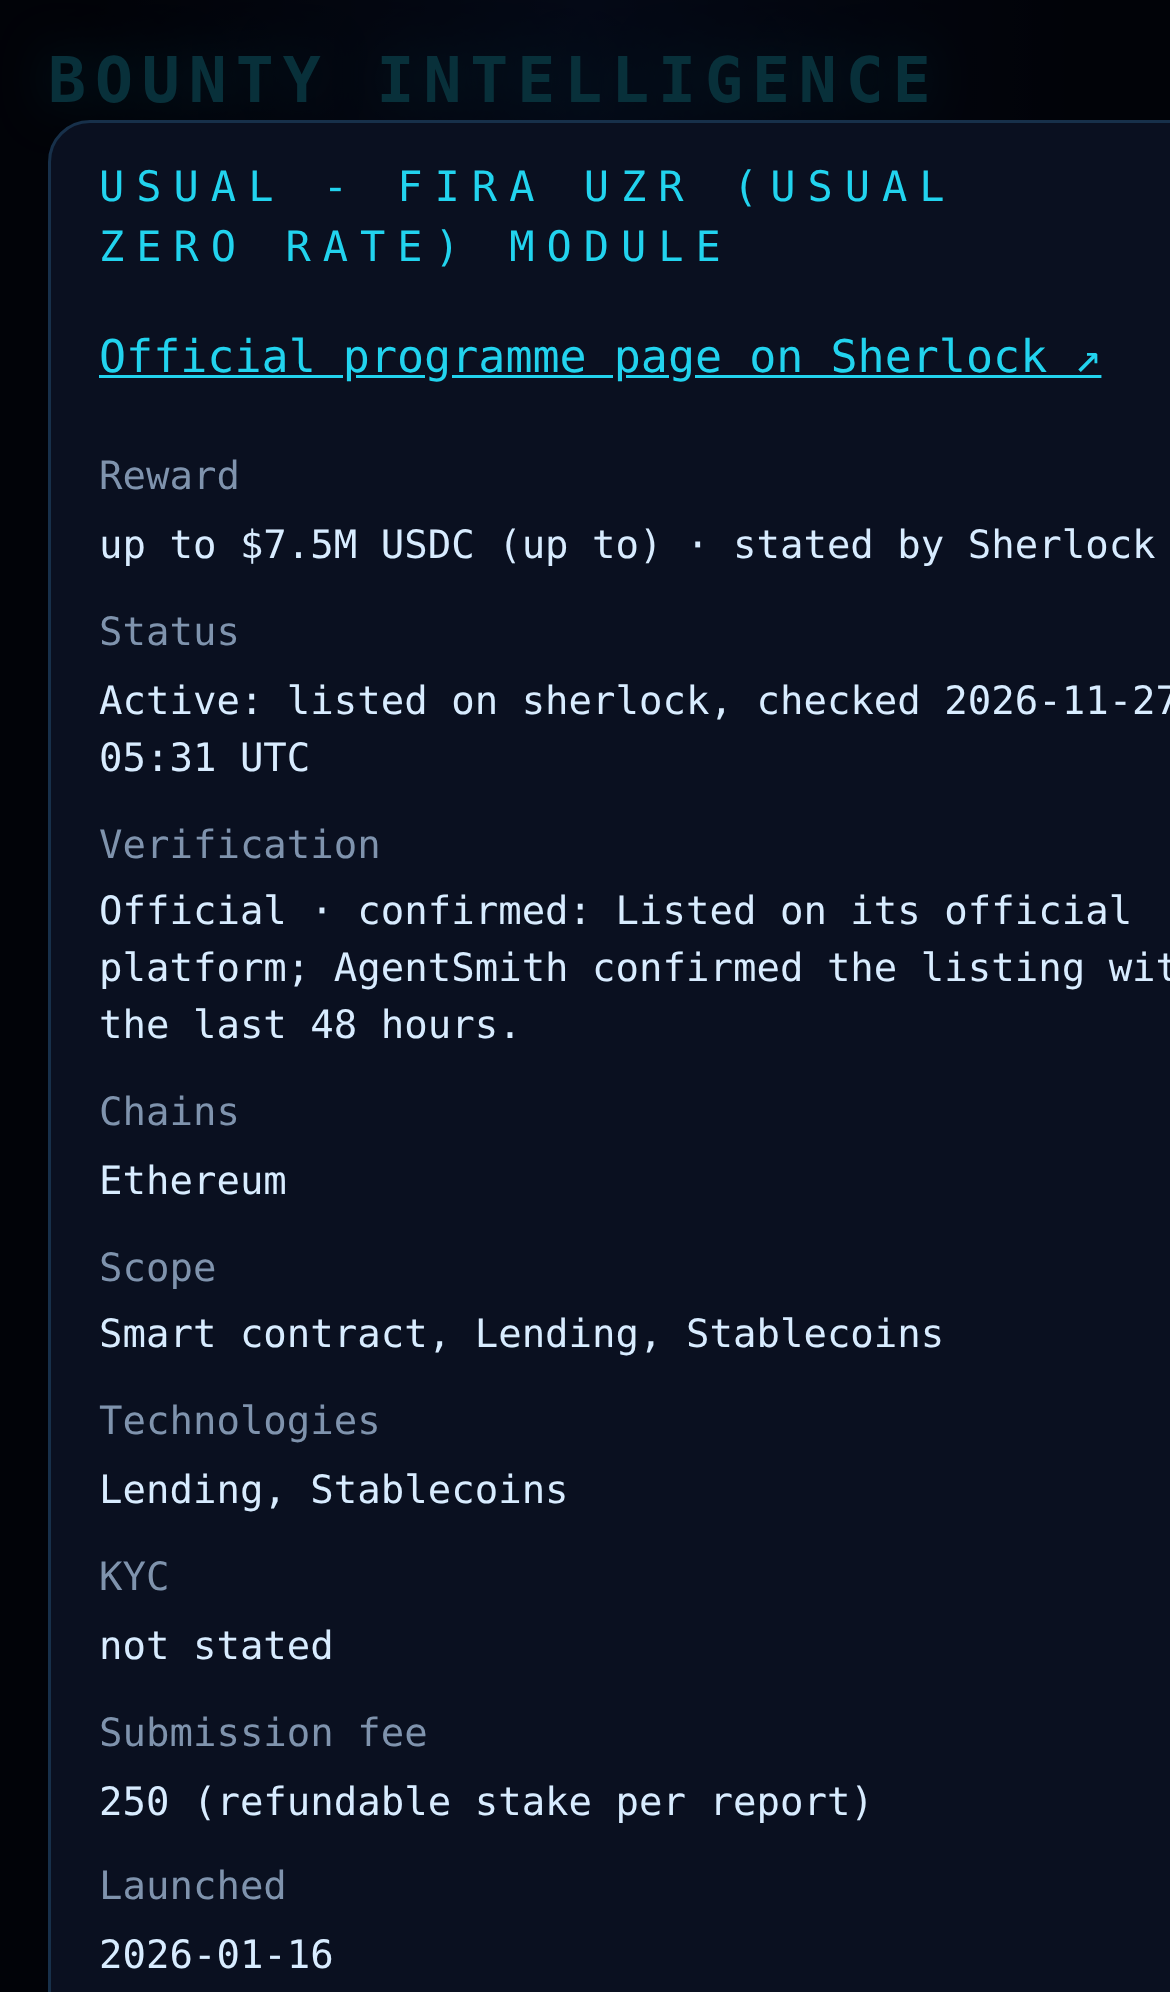 BOUNTY INTELLIGENCE
USUAL - FIRA UZR (USUAL
ZERO RATE) MODULE
Official programme page on Sherlock ↗
Reward
up to $7.5M USDC (up to) · stated by Sherlock
Status
Active: listed on sherlock, checked 2026-11-27
05:31 UTC
Verification
Official · confirmed: Listed on its official
platform; AgentSmith confirmed the listing wit
the last 48 hours.
Chains
Ethereum
Scope
Smart contract, Lending, Stablecoins
Technologies
Lending, Stablecoins
KYC
not stated
Submission fee
250 (refundable stake per report)
Launched
2026-01-16